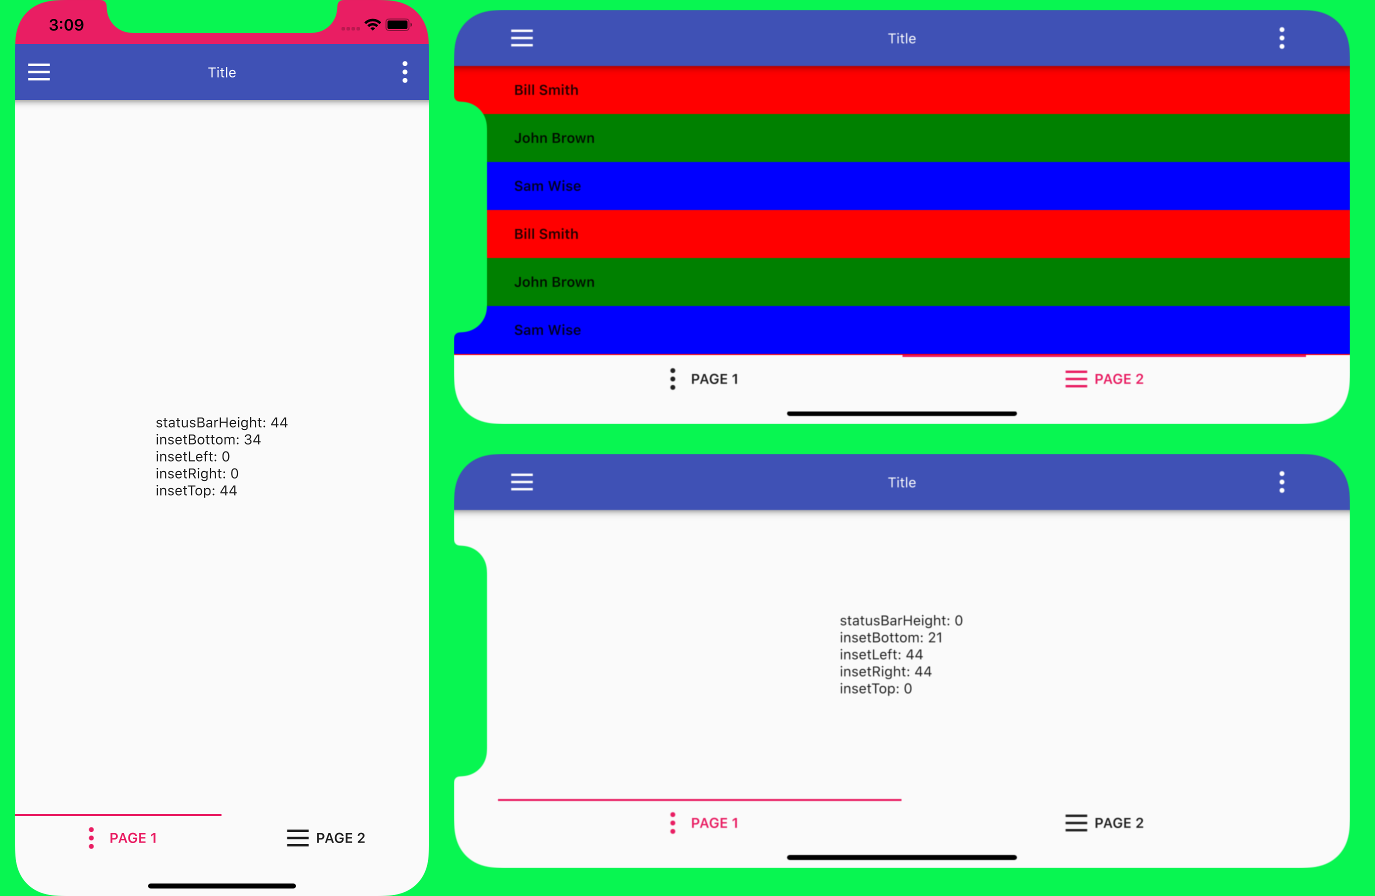 3:09
Title
statusBarHeight: 44
insetBottom: 34
insetLeft: 0
insetRight: 0
insetTop: 44
PAGE 1
PAGE 2
Title
Bill Smith
John Brown
Sam Wise
Bill Smith
John Brown
Sam Wise
PAGE 1
PAGE 2
Title
statusBarHeight: 0
insetBottom: 21
insetLeft: 44
insetRight: 44
insetTop: 0
PAGE 1
PAGE 2